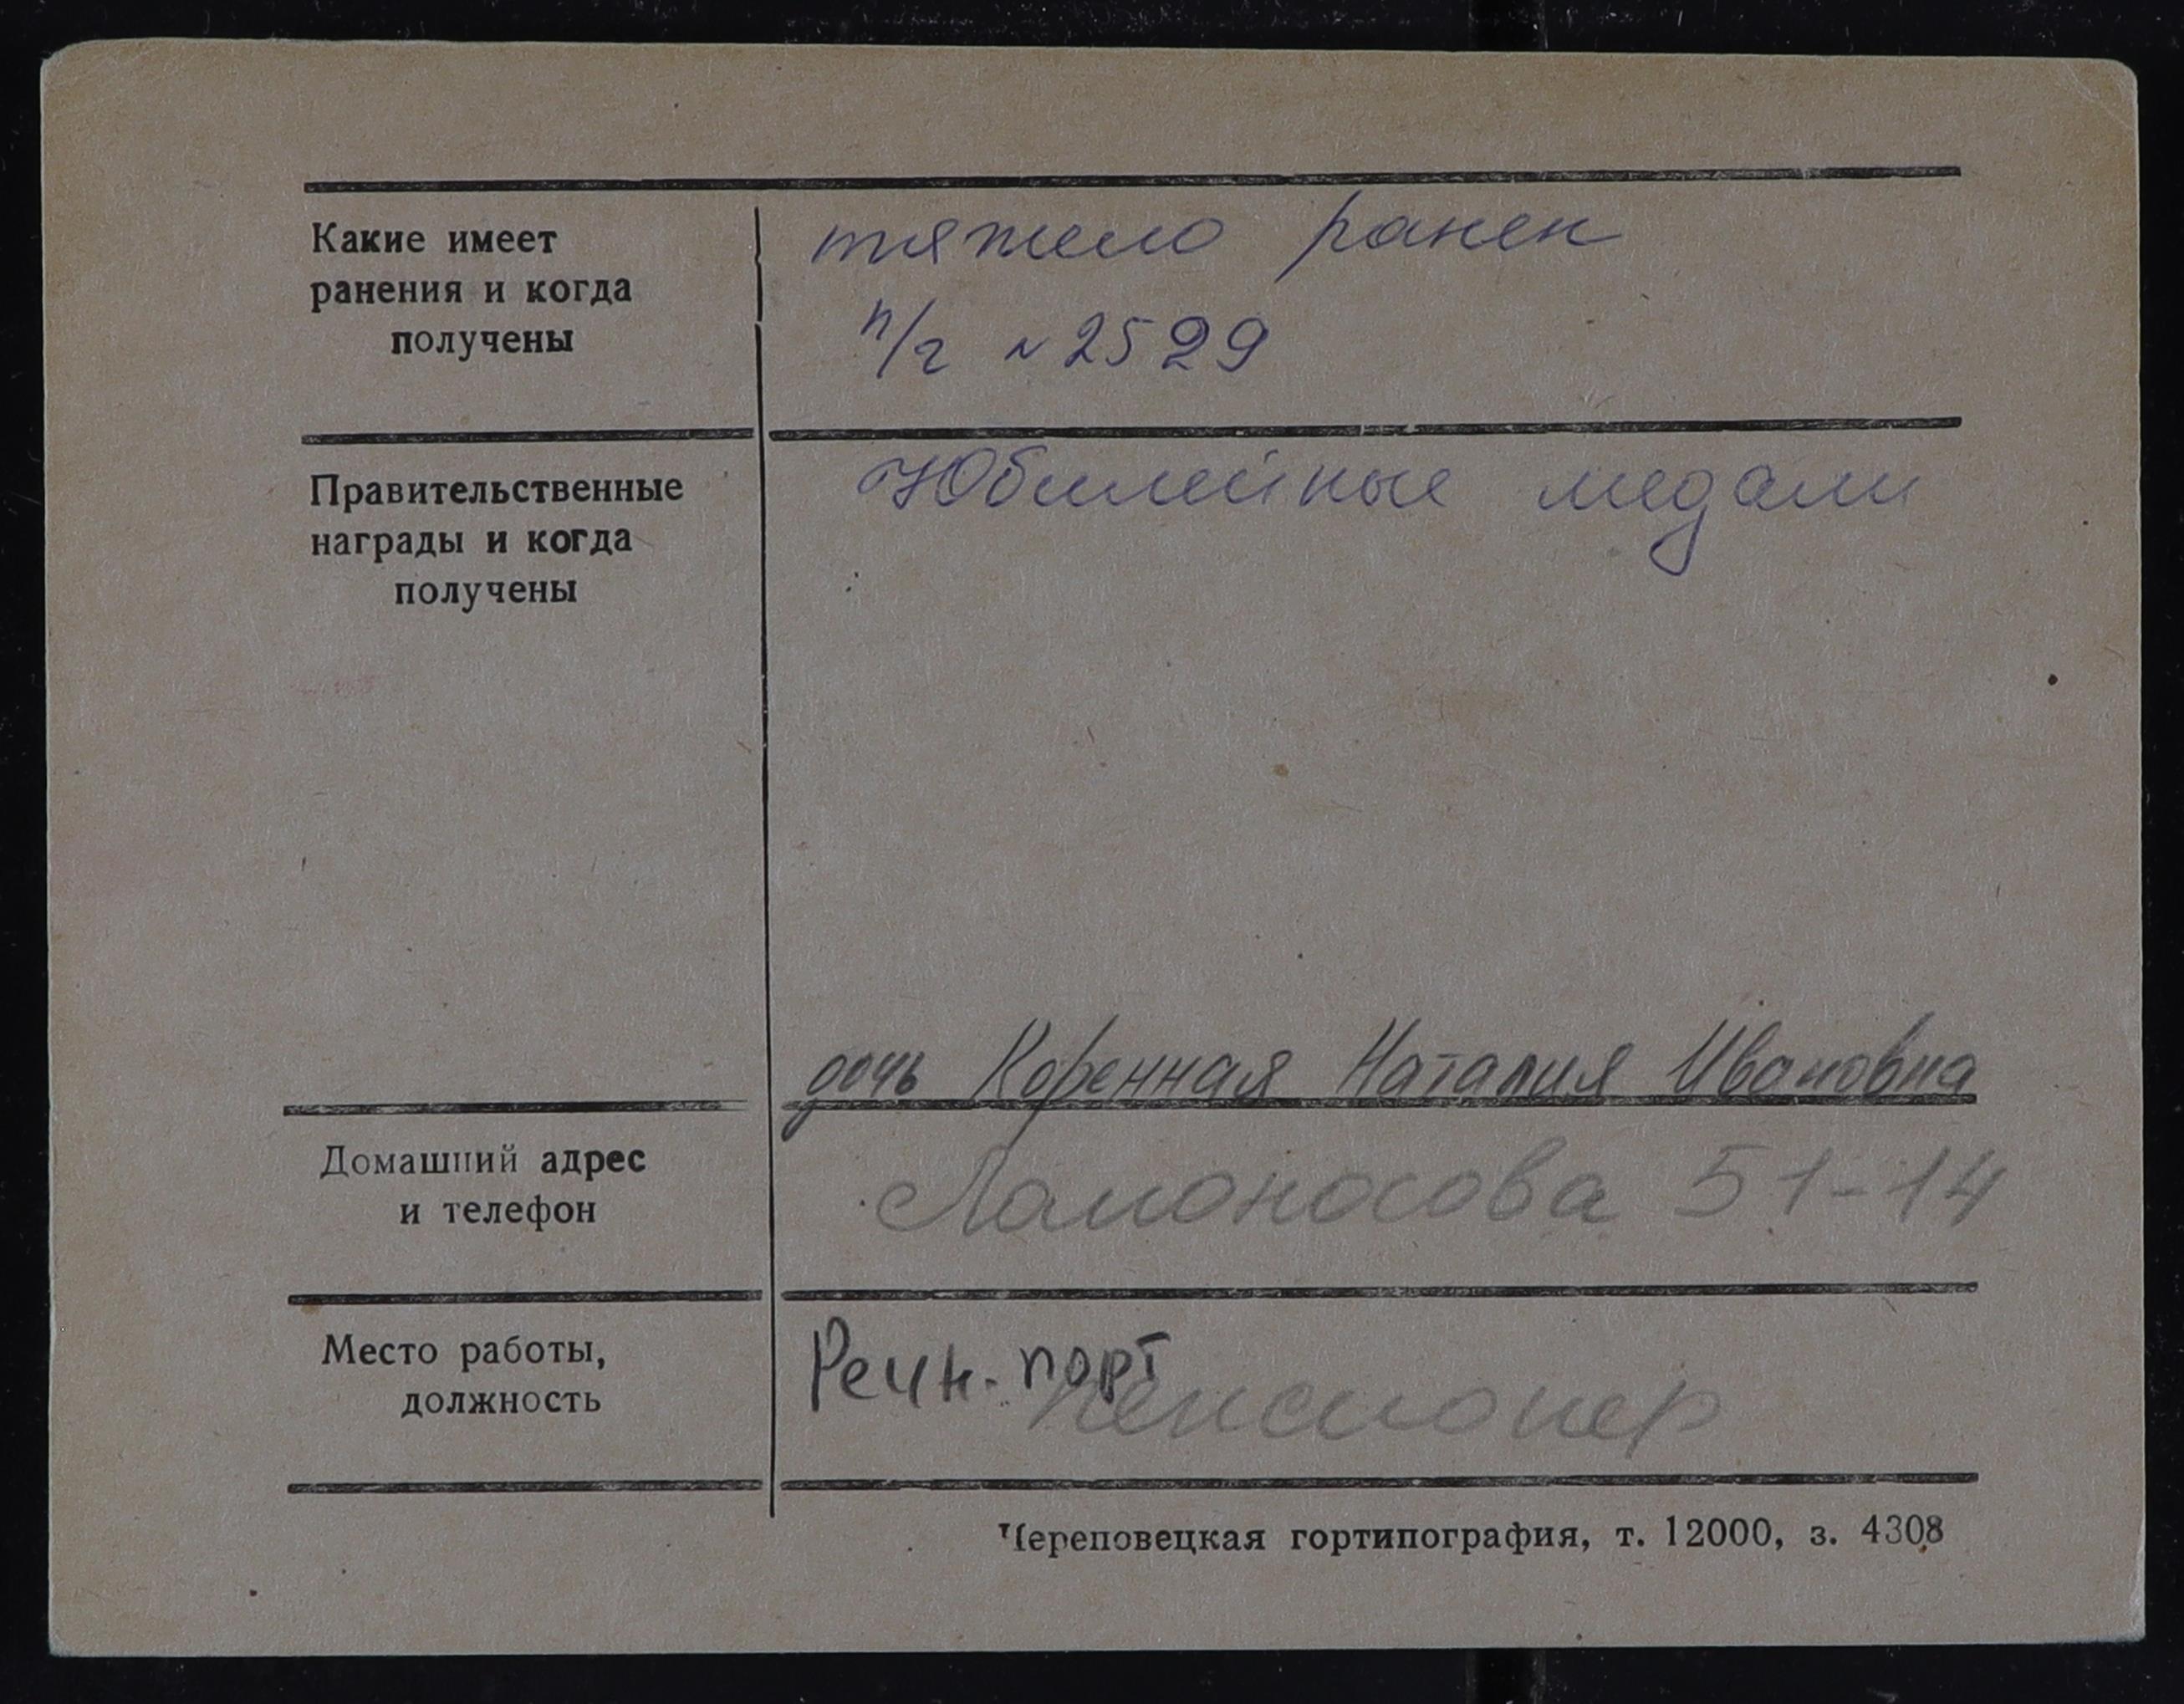 Какие имеет
ранения и когда
получены
тяжело ранен
п/г № 2529
Правительственные
награды и когда
получены
Юбилейные медали
дочь Коренная Наталия Ивановна
Домашний адрес
и телефон
Ломоносова 51-14
Место работы,
должность
Речн. порт
пенсионер
Череповецкая гортипография, т. 12000, з. 4308